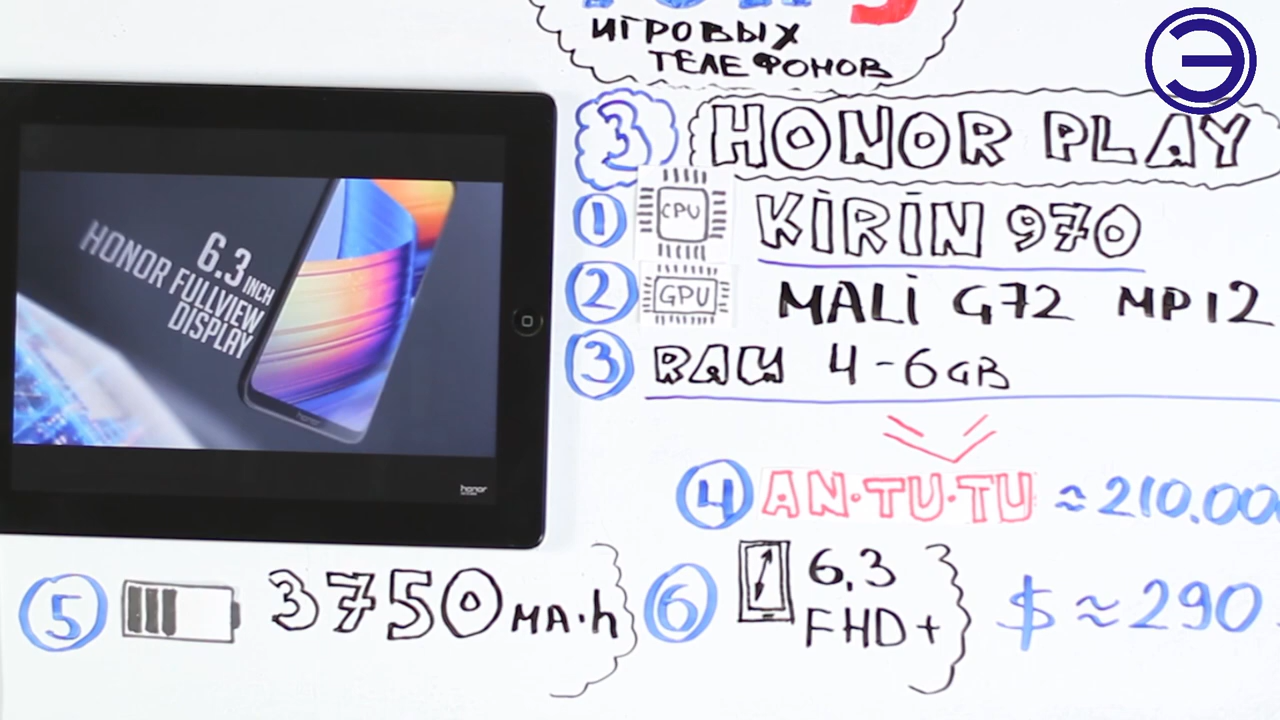 ИГРОВЫХ
ТЕЛЕФОНОВ
Э
3 HONOR PLAY
1 CPU KIRIN 970
2 GPU MALI G72 MP12
3 RAM 4-6GB
4 AN·TU·TU ≈210.000
5 3750 MA·h
6 6,3
FHD+
$ ≈290
6.3 INCH
HONOR FULLVIEW
DISPLAY
honor
honor